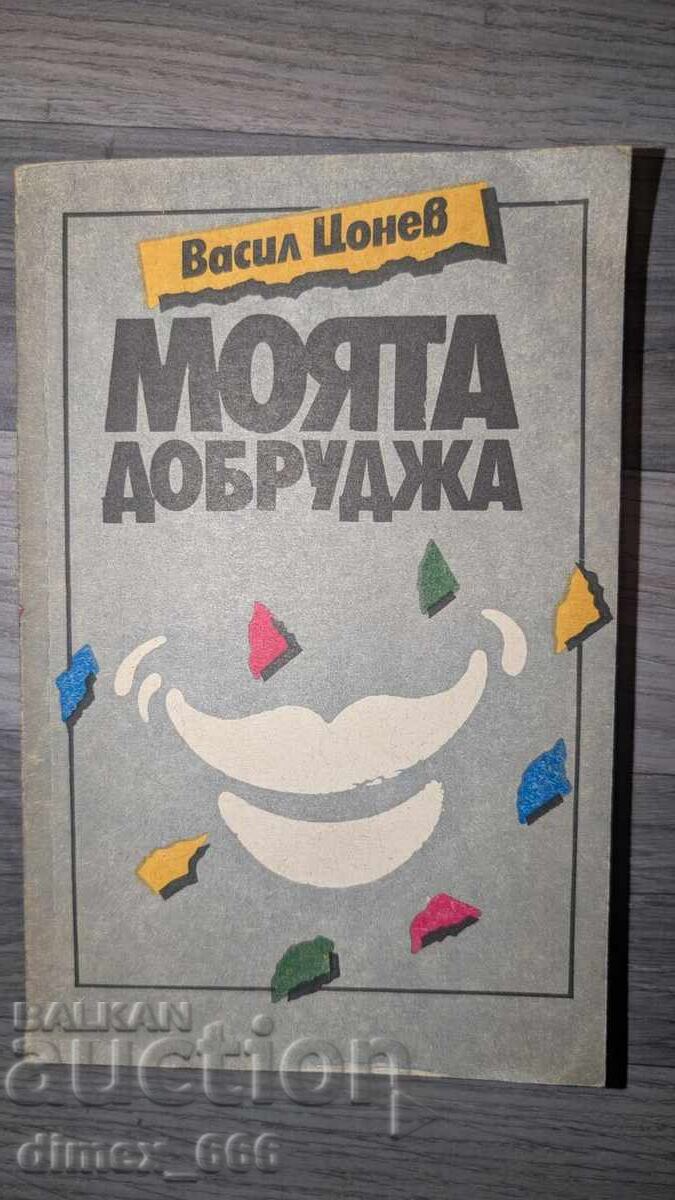 Васил Цонев
МОЯТА
ДОБРУДЖА
BALKAN
auction
dimex_666